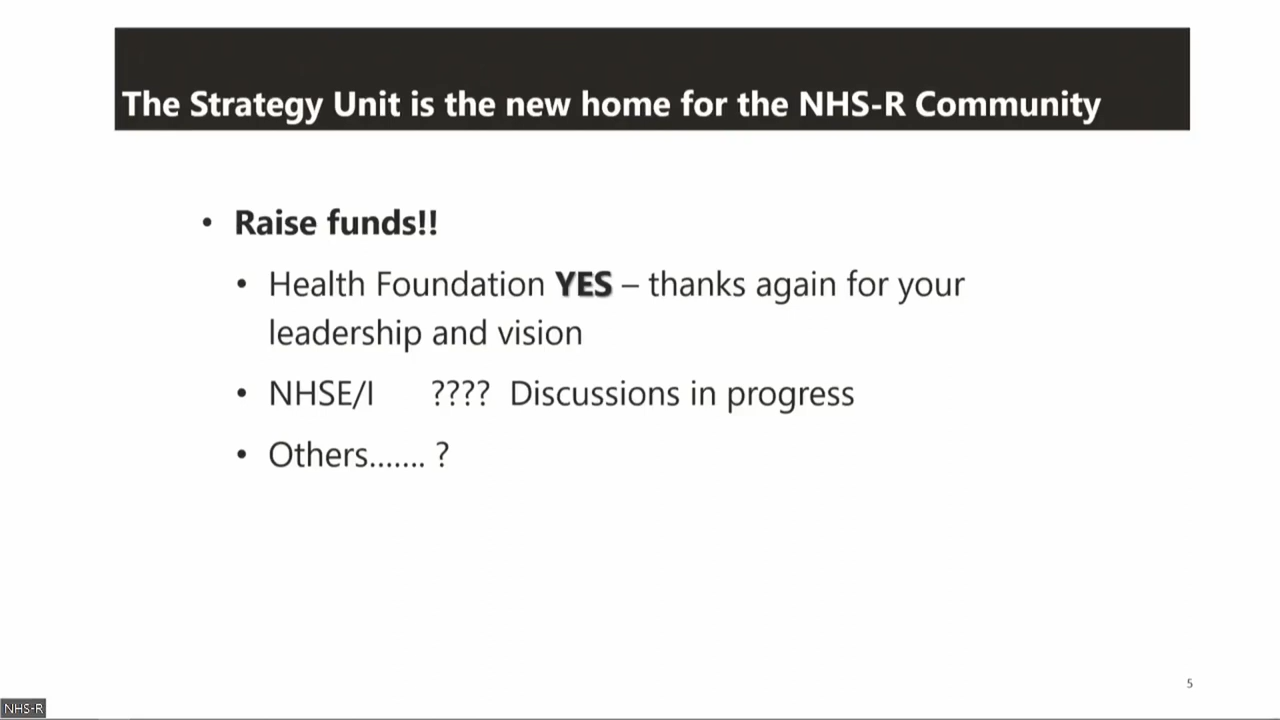 The Strategy Unit is the new home for the NHS-R Community
• Raise funds!!
• Health Foundation YES – thanks again for your
leadership and vision
• NHSE/I ???? Discussions in progress
• Others....... ?
5
NHS-R